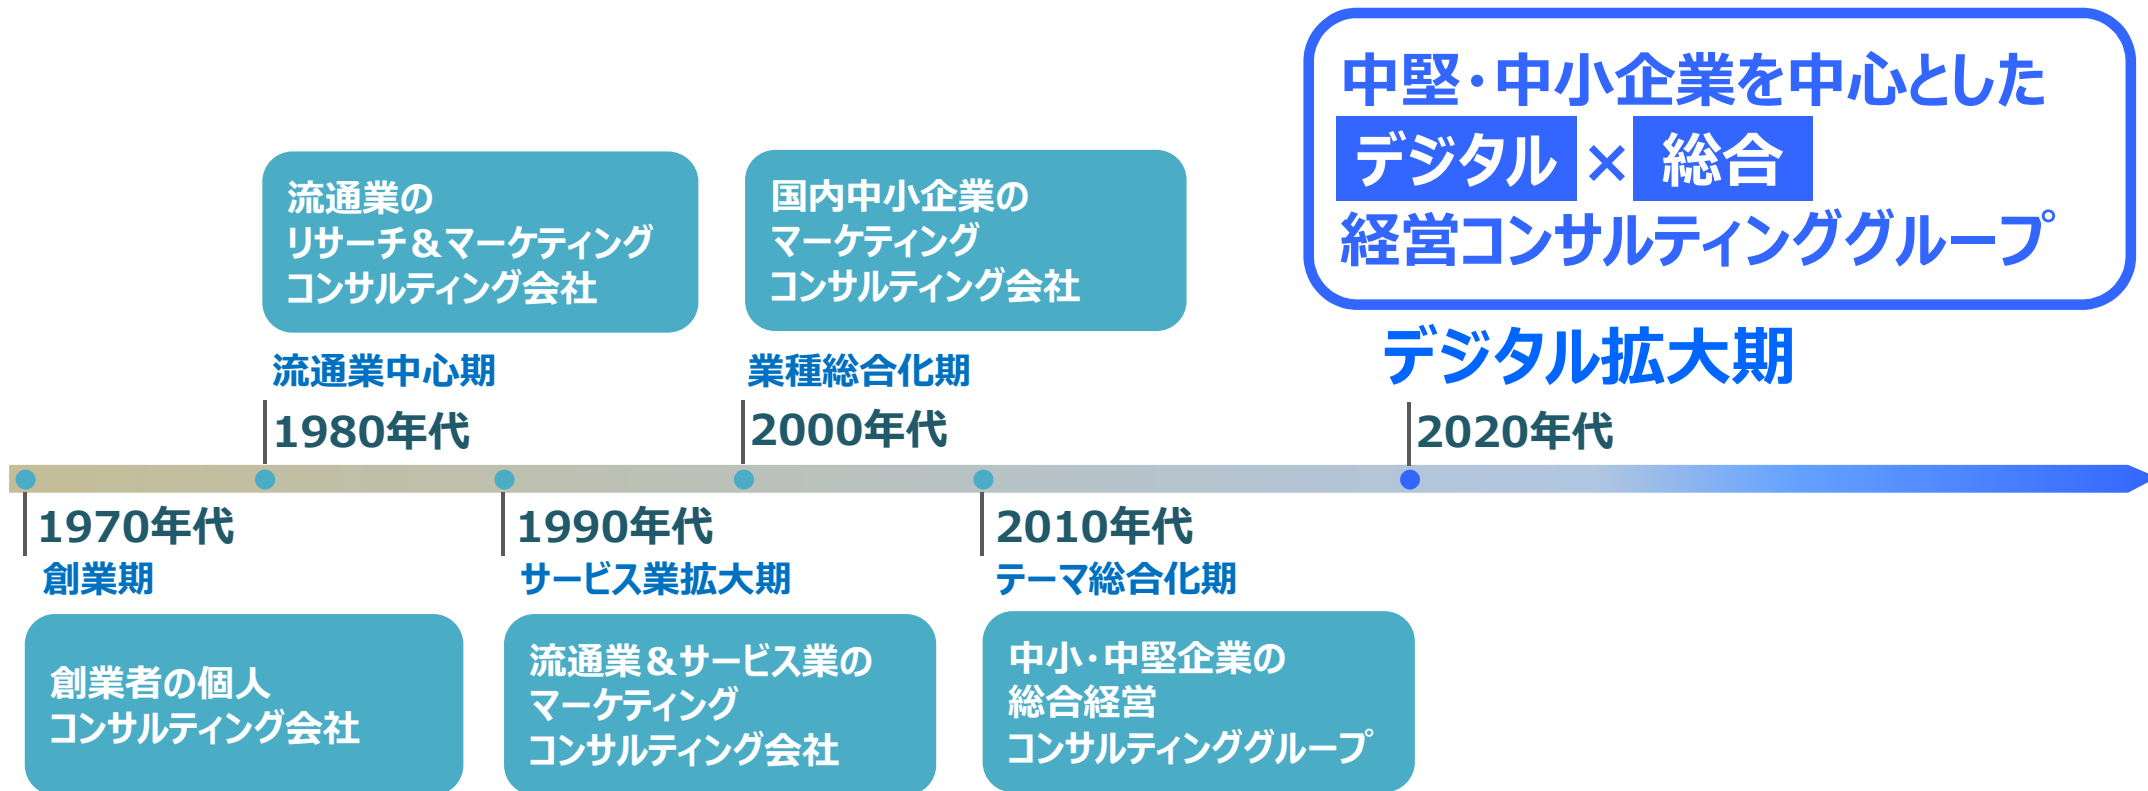 中堅・中小企業を中心とした
デジタル × 総合
経営コンサルティンググループ
デジタル拡大期
2020年代
流通業の
リサーチ＆マーケティング
コンサルティング会社
流通業中心期
1980年代
国内中小企業の
マーケティング
コンサルティング会社
業種総合化期
2000年代
1970年代
創業期
創業者の個人
コンサルティング会社
1990年代
サービス業拡大期
流通業＆サービス業の
マーケティング
コンサルティング会社
2010年代
テーマ総合化期
中小・中堅企業の
総合経営
コンサルティンググループ